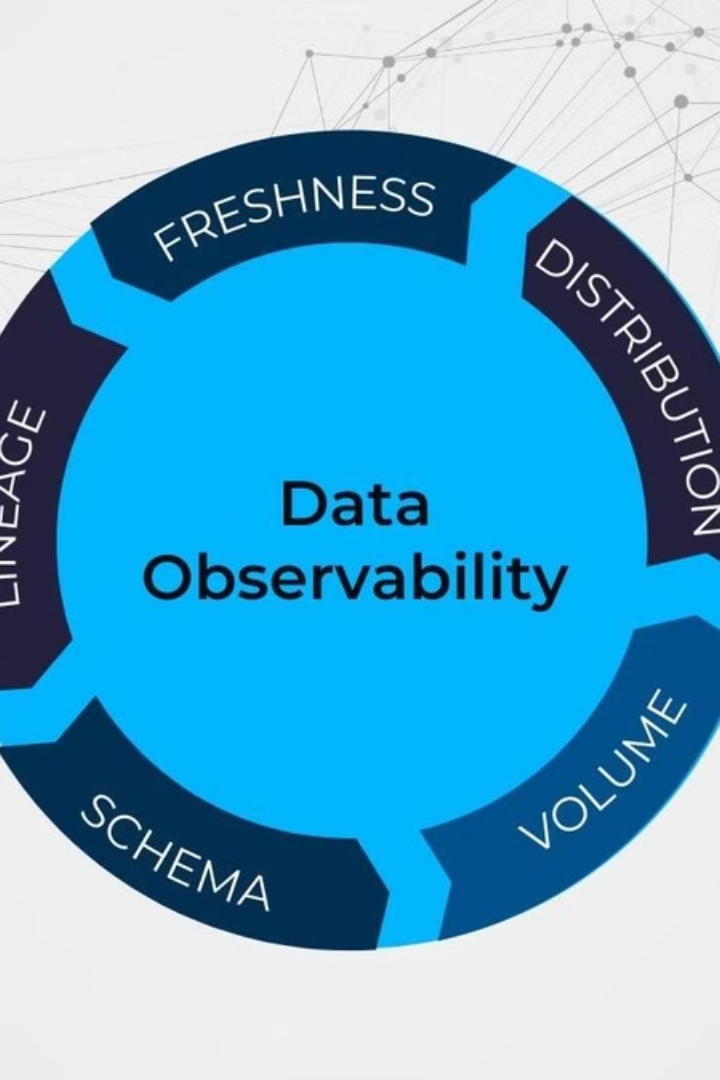 FRESHNESS
DISTRIBUTION
VOLUME
SCHEMA
LINEAGE
Data
Observability